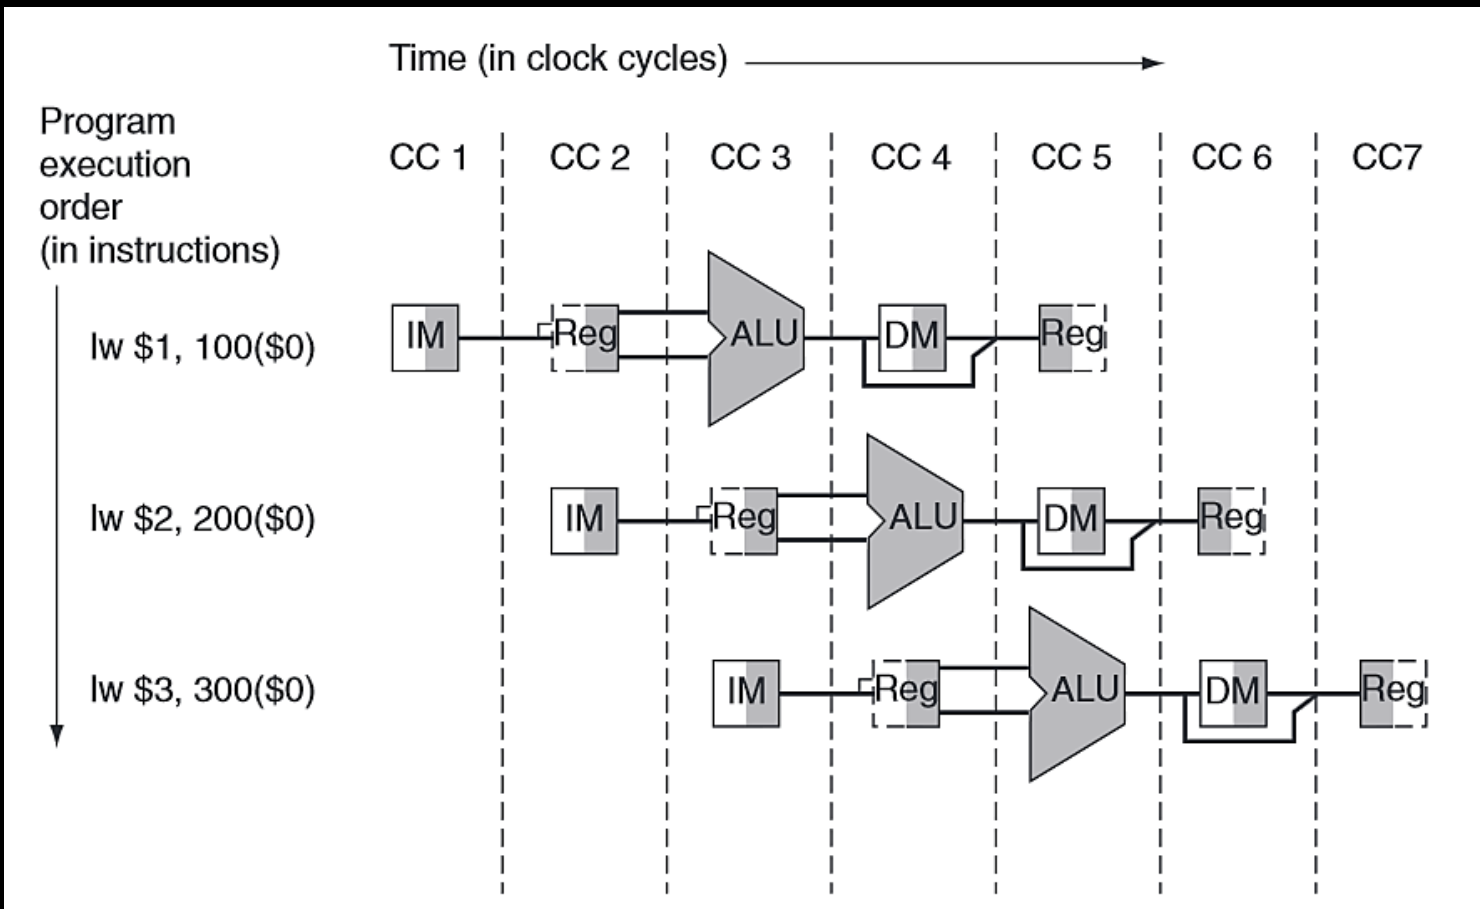 Time (in clock cycles)
Program
execution
order
(in instructions)
CC 1 CC 2 CC 3 CC 4 CC 5 CC 6 CC7
lw $1, 100($0) IM Reg ALU DM Reg
lw $2, 200($0) IM Reg ALU DM Reg
lw $3, 300($0) IM Reg ALU DM Reg